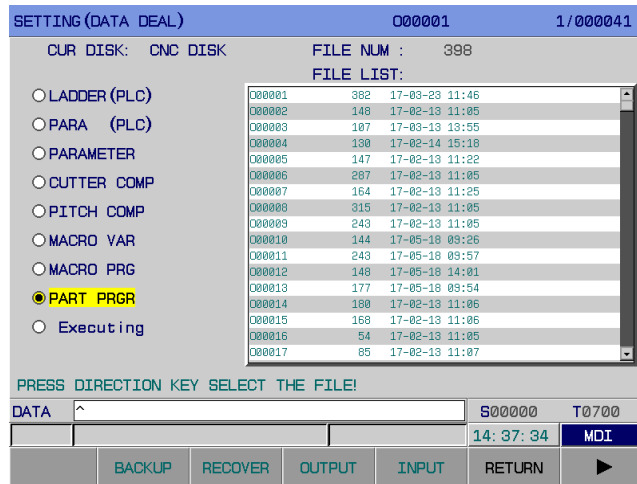 SETTING(DATA DEAL) O00001 1/000041
CUR DISK: CNC DISK FILE NUM : 398
FILE LIST:
LADDER(PLC)
PARA (PLC)
PARAMETER
CUTTER COMP
PITCH COMP
MACRO VAR
MACRO PRG
PART PRGR
Executing
O00001 382 17-03-23 11:46
O00002 148 17-02-13 11:05
O00003 107 17-03-13 13:55
O00004 130 17-02-14 15:18
O00005 147 17-02-13 11:22
O00006 287 17-02-13 11:05
O00007 164 17-02-13 11:25
O00008 315 17-02-13 11:05
O00009 243 17-02-13 11:05
O00010 144 17-05-18 09:26
O00011 243 17-05-18 09:57
O00012 148 17-05-18 14:01
O00013 177 17-05-18 09:54
O00014 180 17-02-13 11:06
O00015 168 17-02-13 11:06
O00016 54 17-02-13 11:05
O00017 85 17-02-13 11:07
PRESS DIRECTION KEY SELECT THE FILE!
DATA ^ S00000 T0700
14:37:34 MDI
BACKUP RECOVER OUTPUT INPUT RETURN